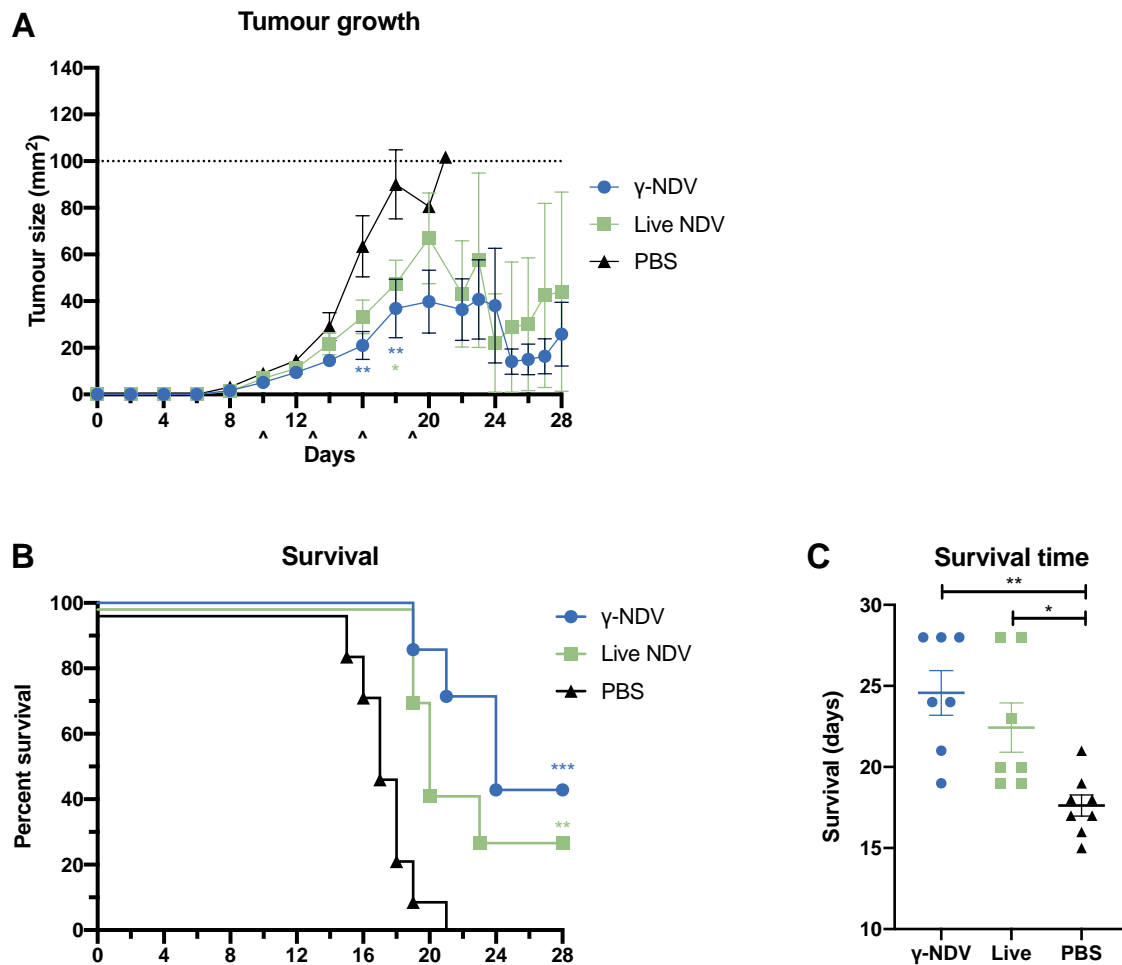 A
Tumour growth
Tumour size (mm²)
140
120
100
80
60
40
20
0
0 4 8 12 16 20 24 28
** ** *
^ ^ ^ ^
Days
γ-NDV
Live NDV
PBS
B
Survival
Percent survival
100
80
60
40
20
0
0 4 8 12 16 20 24 28
***
**
γ-NDV
Live NDV
PBS
C
Survival time
**
*
Survival (days)
30
25
20
15
10
γ-NDV Live PBS